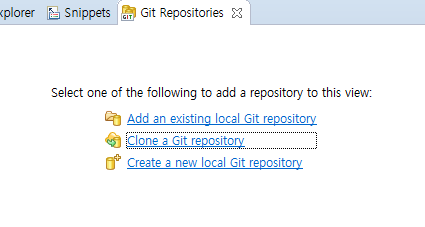 xplorer Snippets Git Repositories
Select one of the following to add a repository to this view:
Add an existing local Git repository
Clone a Git repository
Create a new local Git repository